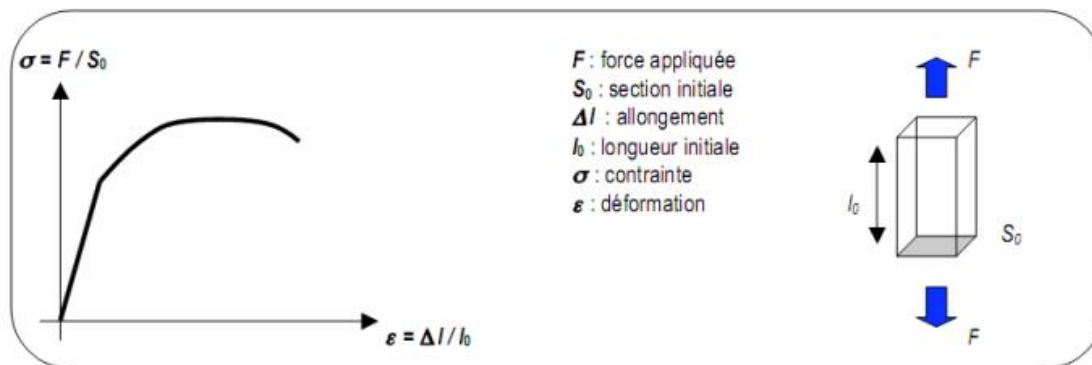 σ = F / S₀
F : force appliquée
S₀ : section initiale
Δl : allongement
l₀ : longueur initiale
σ : contrainte
ε : déformation
ε = Δl / l₀
F
l₀
S₀
F